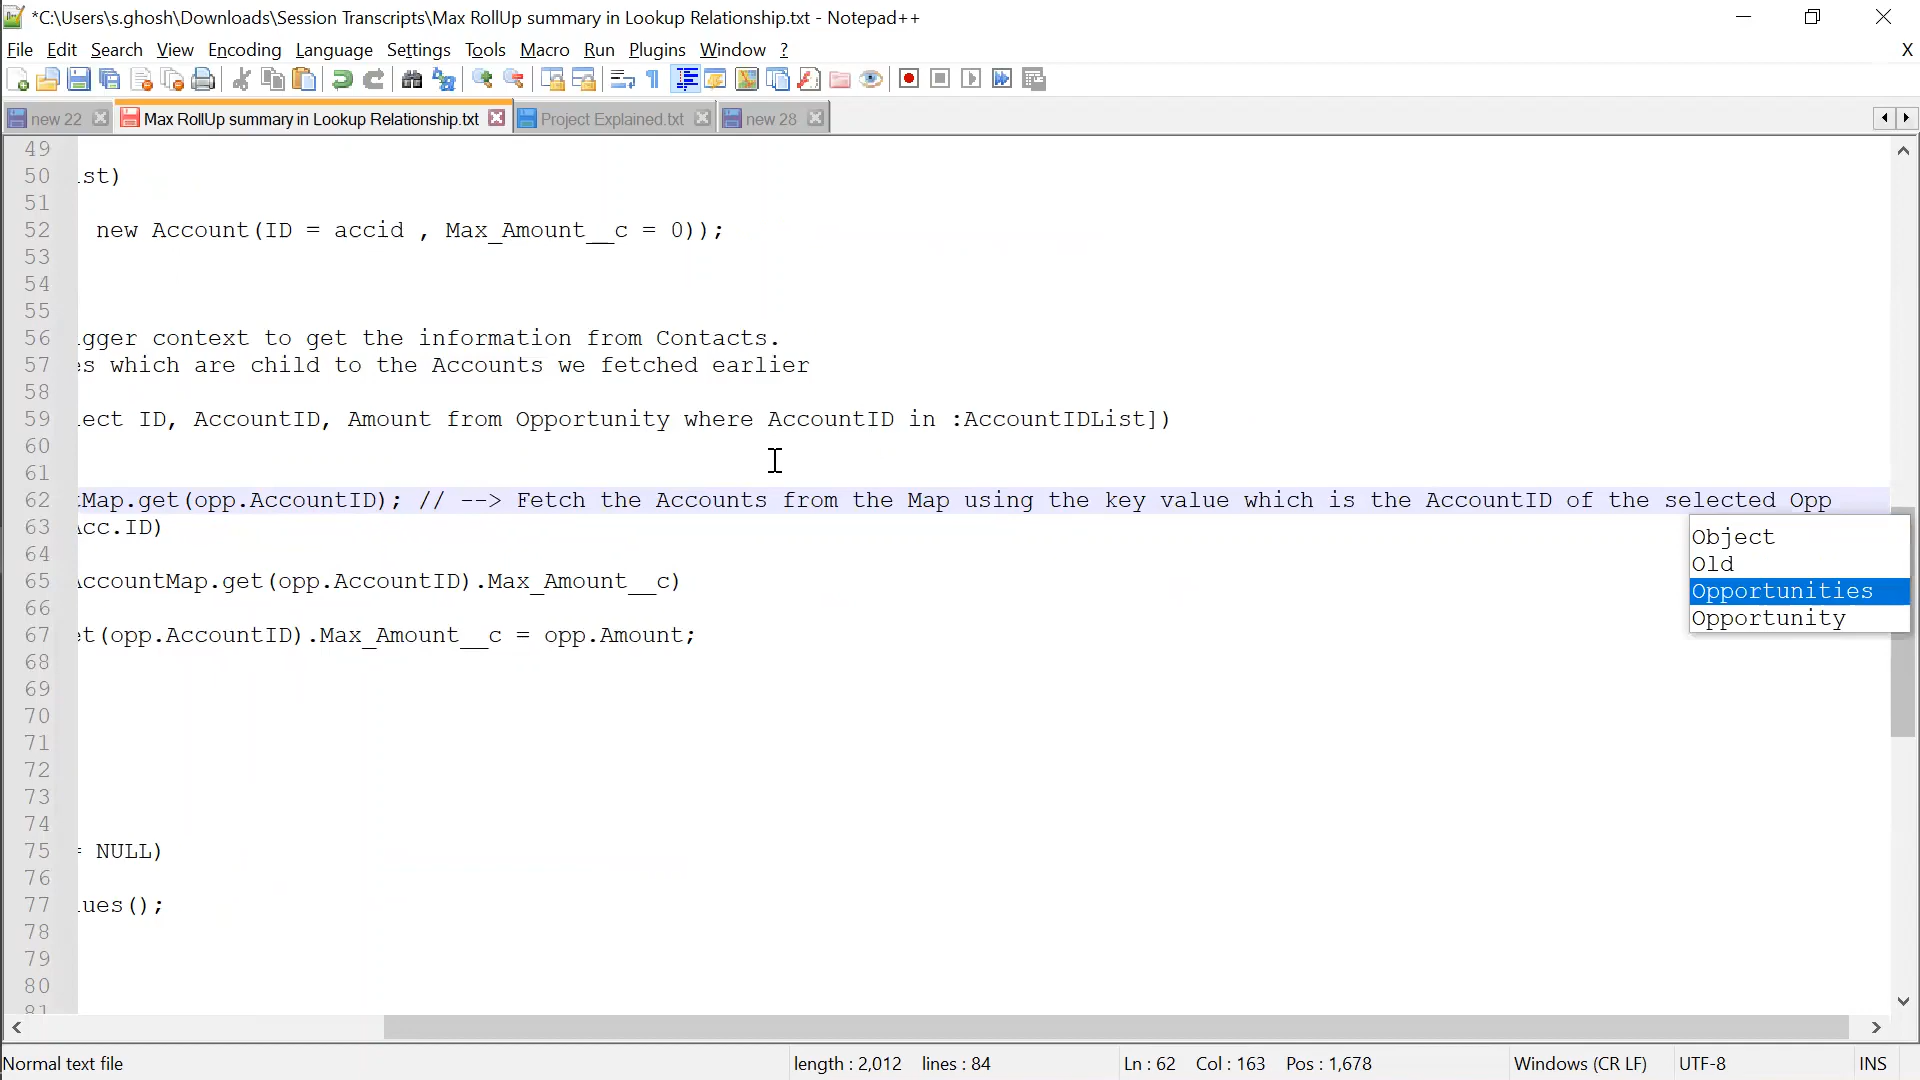 *C:\Users\s.ghosh\Downloads\Session Transcripts\Max RollUp summary in Lookup Relationship.txt - Notepad++
File Edit Search View Encoding Language Settings Tools Macro Run Plugins Window ? X
new 22 Max RollUp summary in Lookup Relationship.txt Project Explained.txt new 28
49
50 st)
51
52 new Account(ID = accid , Max_Amount__c = 0));
53
54
55
56 gger context to get the information from Contacts.
57 s which are child to the Accounts we fetched earlier
58
59 ect ID, AccountID, Amount from Opportunity where AccountID in :AccountIDList])
60
61
62 tMap.get(opp.AccountID); // --> Fetch the Accounts from the Map using the key value which is the AccountID of the selected Opp
63 Acc.ID)
Object
64
Old
65 AccountMap.get(opp.AccountID).Max_Amount__c)
Opportunities
66
Opportunity
67 et(opp.AccountID).Max_Amount__c = opp.Amount;
68
69
70
71
72
73
74
75 = NULL)
76
77 lues();
78
79
80
81
Normal text file length : 2,012 lines : 84 Ln : 62 Col : 163 Pos : 1,678 Windows (CR LF) UTF-8 INS